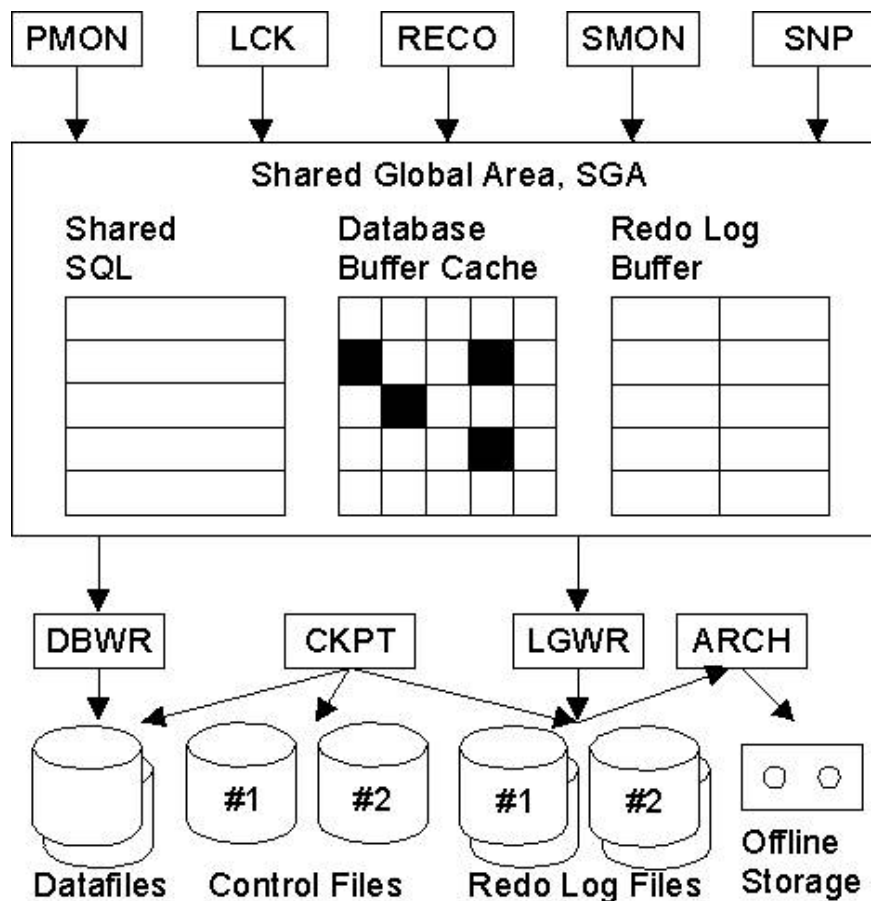 PMON LCK RECO SMON SNP
Shared Global Area, SGA
Shared SQL
Database Buffer Cache
Redo Log Buffer
DBWR CKPT LGWR ARCH
#1 #2 #1 #2
Datafiles Control Files Redo Log Files
Offline Storage